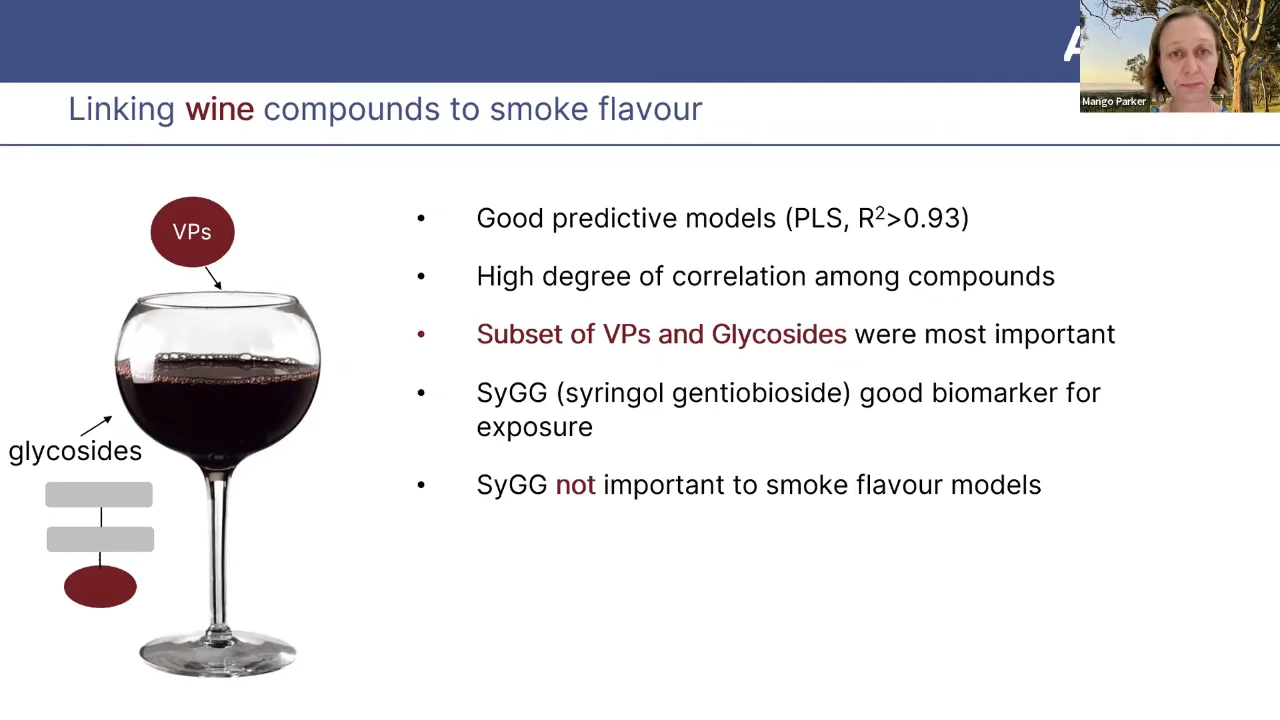 A
Mango Parker
Linking wine compounds to smoke flavour
VPs
glycosides
• Good predictive models (PLS, R²>0.93)
• High degree of correlation among compounds
• Subset of VPs and Glycosides were most important
• SyGG (syringol gentiobioside) good biomarker for
exposure
• SyGG not important to smoke flavour models